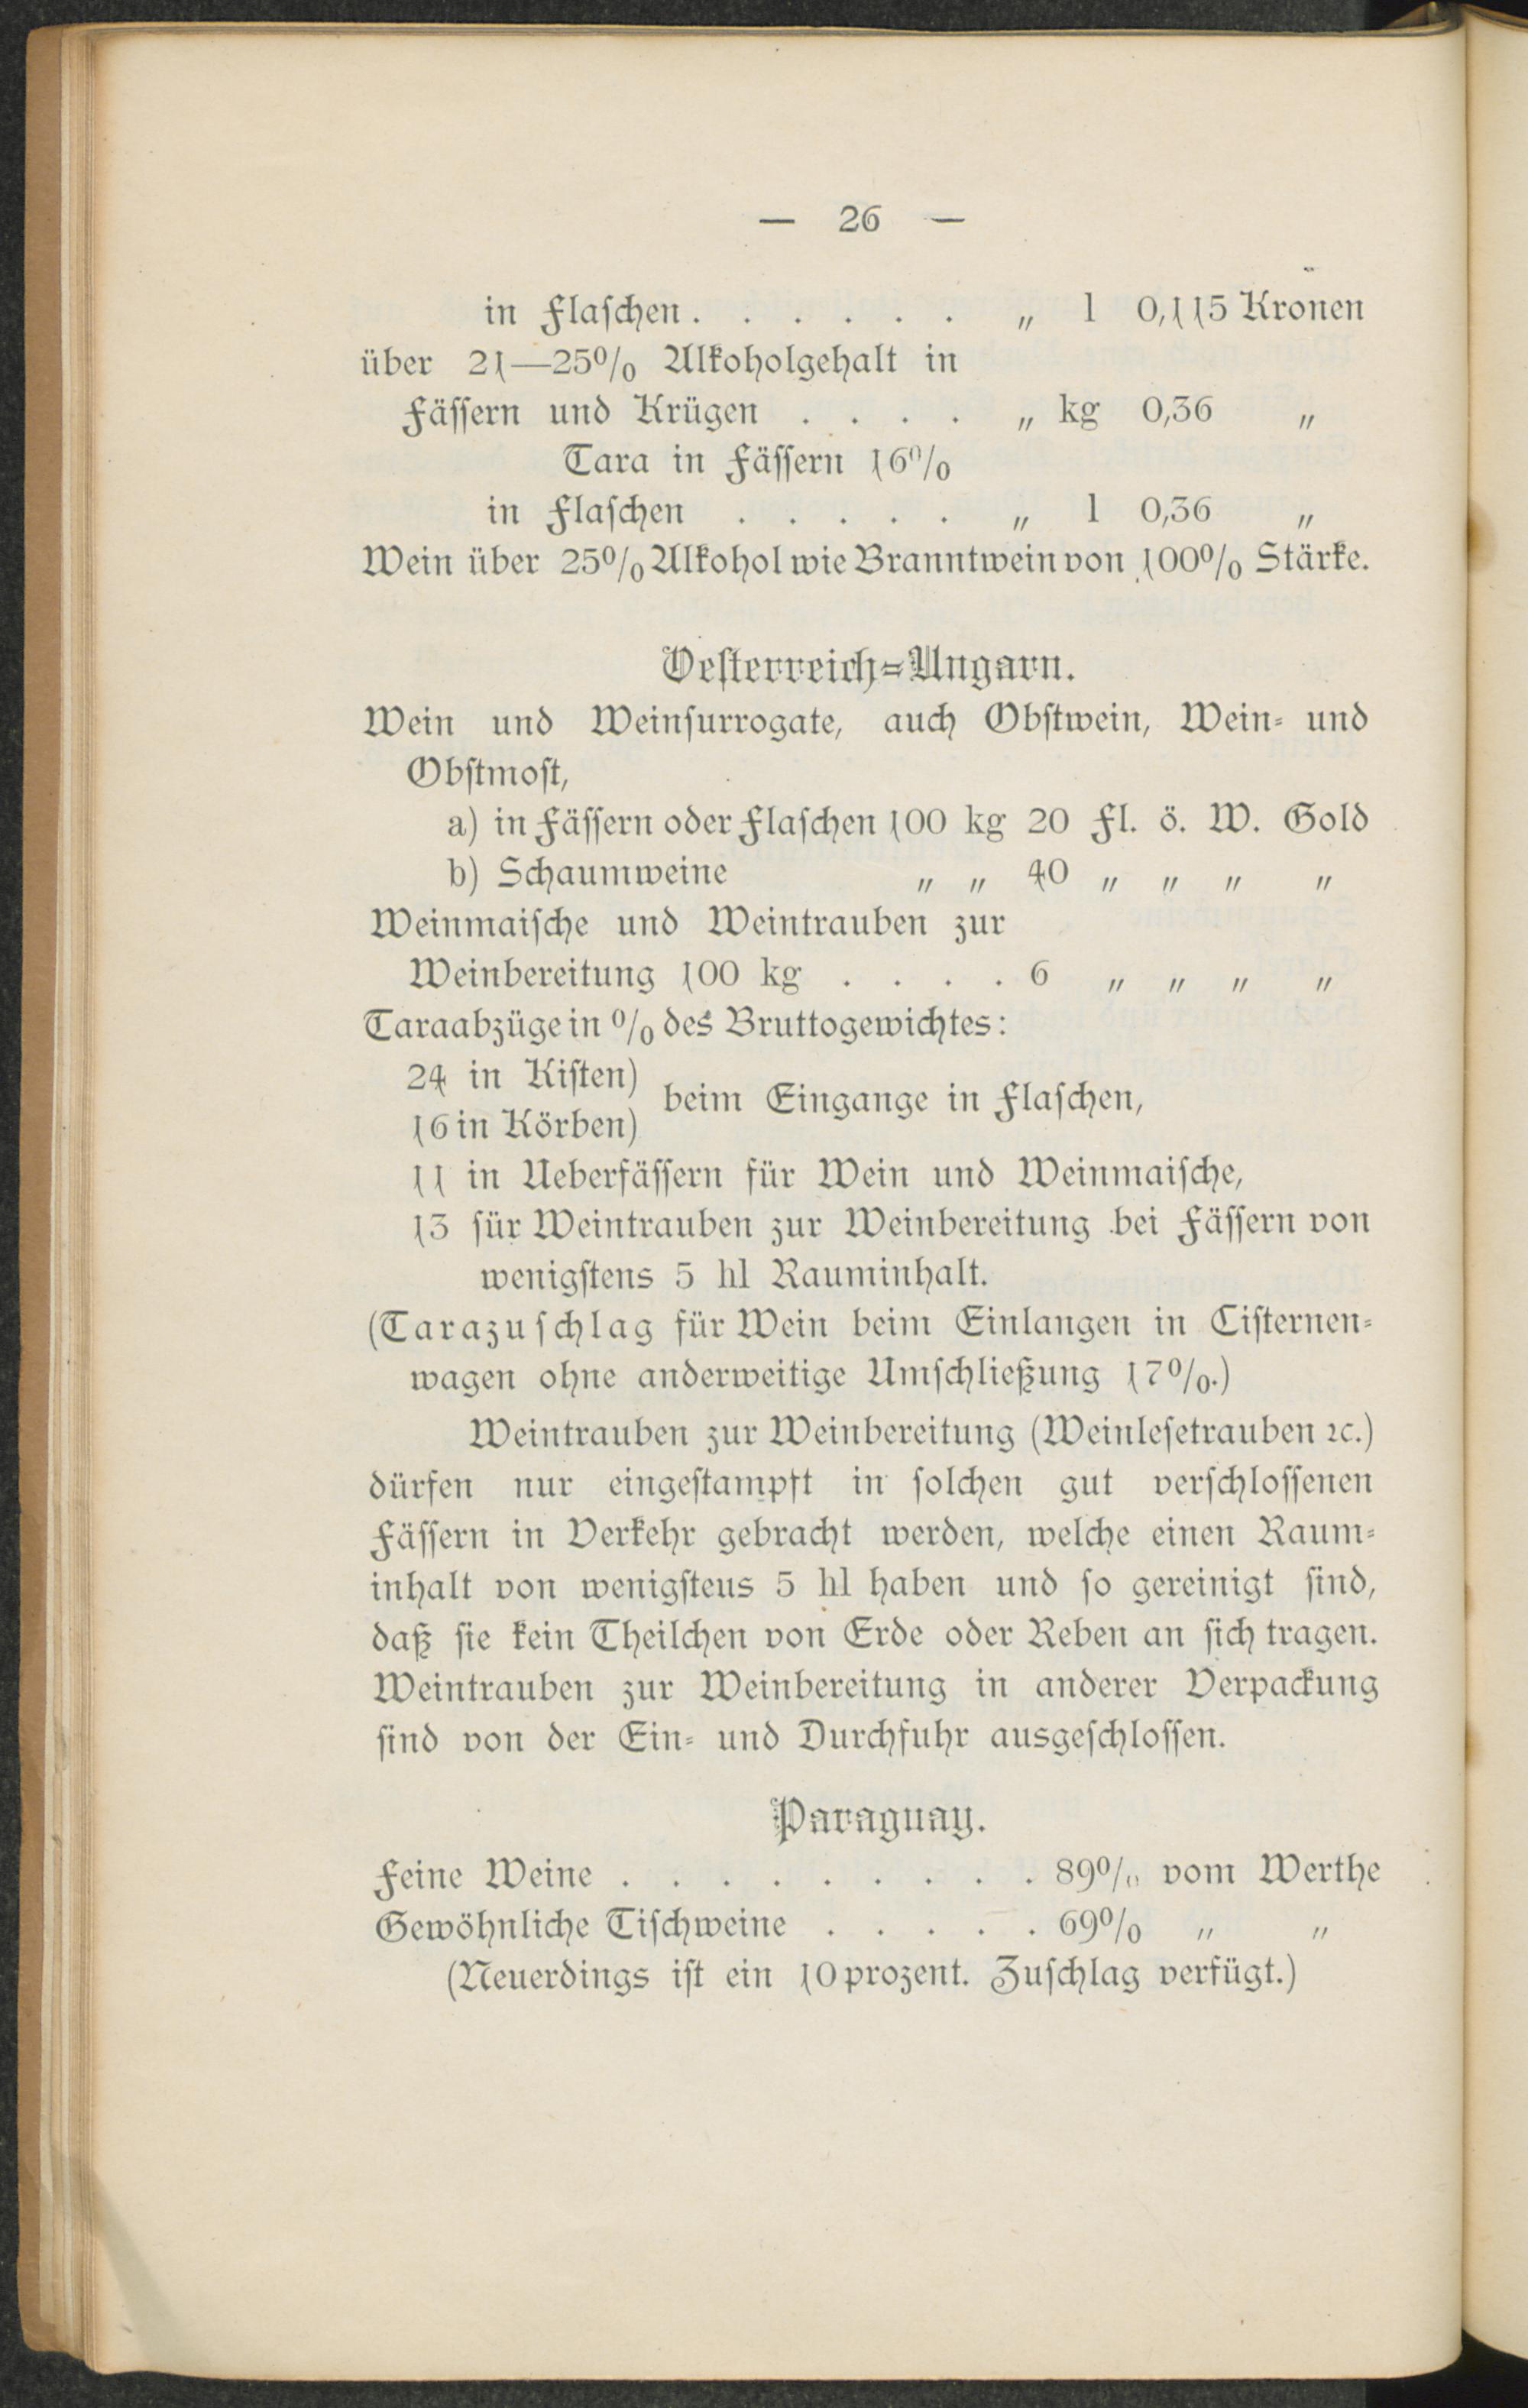 — 26 —
in Flaſchen . . . . . . „ l 0,115 Kronen
über 21—25% Alkoholgehalt in
Fäſſern und Krügen . . . . „ kg 0,36 „
Tara in Fäſſern 16%
in Flaſchen . . . . . „ l 0,36 „
Wein über 25% Alkohol wie Branntwein von 100% Stärke.
Oeſterreich-Ungarn.
Wein und Weinſurrogate, auch Obſtwein, Wein- und
Obſtmoſt,
a) in Fäſſern oder Flaſchen 100 kg 20 Fl. ö. W. Gold
b) Schaumweine „ „ 40 „ „ „ „
Weinmaiſche und Weintrauben zur
Weinbereitung 100 kg . . . . 6 „ „ „ „
Taraabzüge in % des Bruttogewichtes:
24 in Kiſten)
beim Eingange in Flaſchen,
16 in Körben)
11 in Ueberfäſſern für Wein und Weinmaiſche,
13 ſür Weintrauben zur Weinbereitung bei Fäſſern von
wenigſtens 5 hl Rauminhalt.
(Tarazuſchlag für Wein beim Einlangen in Ciſternen-
wagen ohne anderweitige Umſchließung 17%.)
Weintrauben zur Weinbereitung (Weinleſetrauben ꝛc.)
dürfen nur eingeſtampft in ſolchen gut verſchloſſenen
Fäſſern in Verkehr gebracht werden, welche einen Raum-
inhalt von wenigſteus 5 hl haben und ſo gereinigt ſind,
daß ſie kein Theilchen von Erde oder Reben an ſich tragen.
Weintrauben zur Weinbereitung in anderer Verpackung
ſind von der Ein- und Durchfuhr ausgeſchloſſen.
Paraguay.
Feine Weine . . . . . . . . . 89% vom Werthe
Gewöhnliche Tiſchweine . . . . . 69% „ „
(Neuerdings iſt ein 10prozent. Zuſchlag verfügt.)